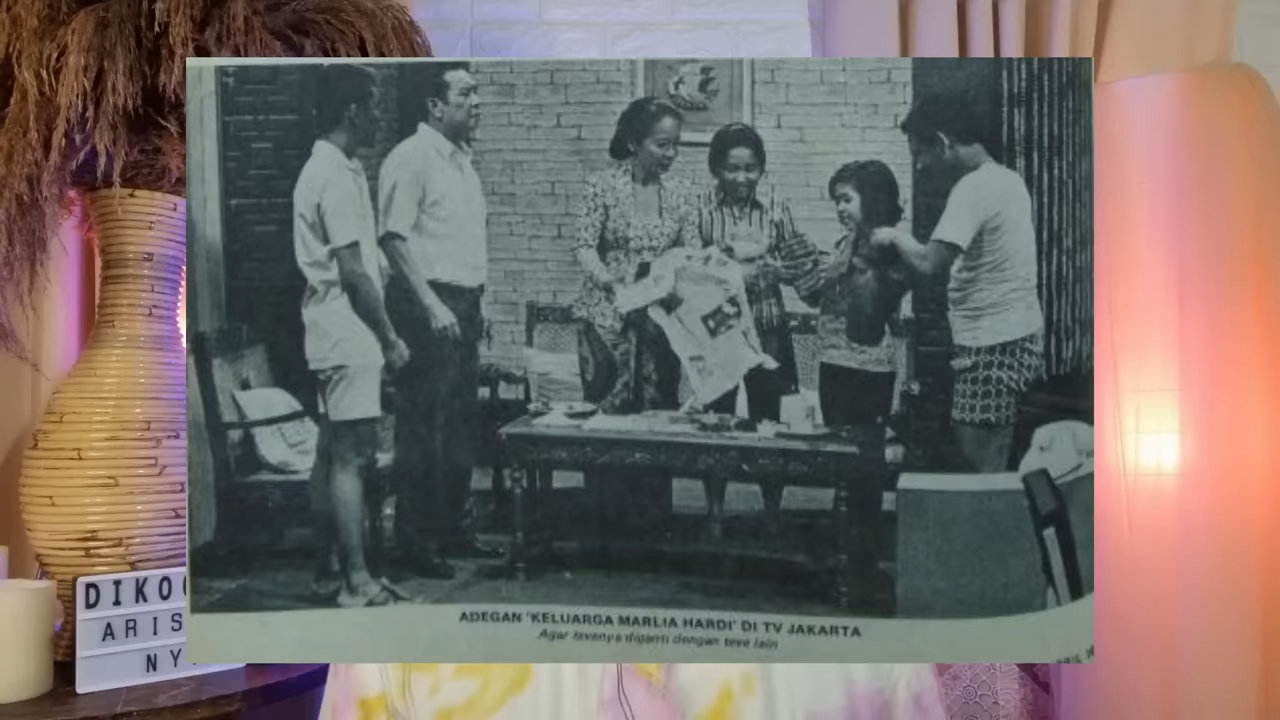 ADEGAN 'KELUARGA MARLIA HARDI' DI TV JAKARTA
Agar tevenya diganti dengan teve lain
DIKO
ARIS
NY